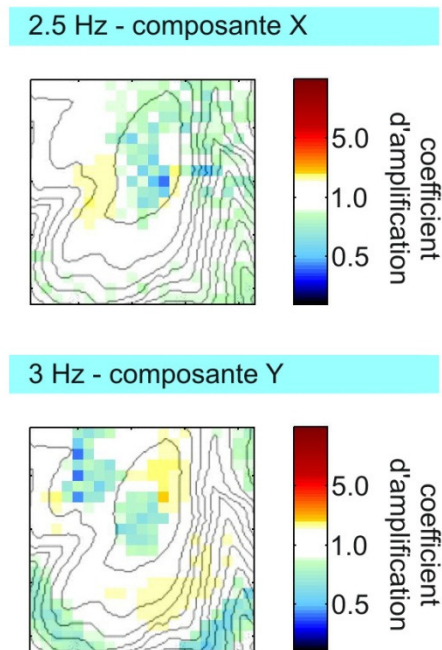 2.5 Hz - composante X
5.0
1.0
0.5
coefficient
d'amplification
3 Hz - composante Y
5.0
1.0
0.5
coefficient
d'amplification